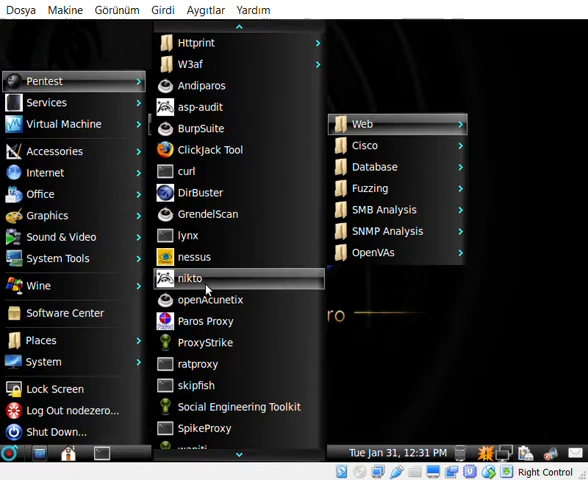 Dosya Makine Görünüm Girdi Aygıtlar Yardım
Pentest
Services
Virtual Machine
Accessories
Internet
Office
Graphics
Sound & Video
System Tools
Wine
Software Center
Places
System
Lock Screen
Log Out nodezero...
Shut Down...
Httprint
W3af
Andiparos
asp-audit
BurpSuite
ClickJack Tool
curl
DirBuster
GrendelScan
lynx
nessus
nikto
openAcunetix
Paros Proxy
ProxyStrike
ratproxy
skipfish
Social Engineering Toolkit
SpikeProxy
wapiti
Web
Cisco
Database
Fuzzing
SMB Analysis
SNMP Analysis
OpenVAs
ro
Tue Jan 31, 12:31 PM
Right Control